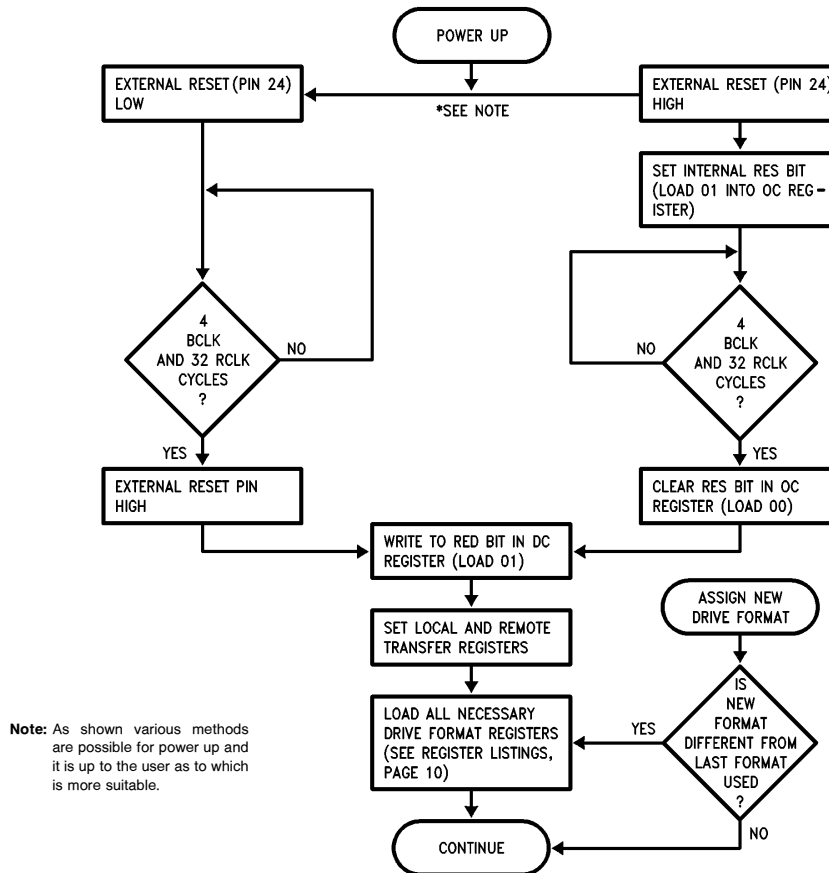 POWER UP
EXTERNAL RESET (PIN 24)
LOW
*SEE NOTE
EXTERNAL RESET (PIN 24)
HIGH
SET INTERNAL RES BIT
(LOAD 01 INTO OC REG-
ISTER)
4
BCLK
AND 32 RCLK
CYCLES
?
NO
YES
EXTERNAL RESET PIN
HIGH
4
BCLK
AND 32 RCLK
CYCLES
?
NO
YES
CLEAR RES BIT IN OC
REGISTER (LOAD 00)
WRITE TO RED BIT IN DC
REGISTER (LOAD 01)
SET LOCAL AND REMOTE
TRANSFER REGISTERS
LOAD ALL NECESSARY
DRIVE FORMAT REGISTERS
(SEE REGISTER LISTINGS,
PAGE 10)
CONTINUE
ASSIGN NEW
DRIVE FORMAT
IS
NEW
FORMAT
DIFFERENT FROM
LAST FORMAT
USED
?
YES
NO
Note: As shown various methods
are possible for power up and
it is up to the user as to which
is more suitable.